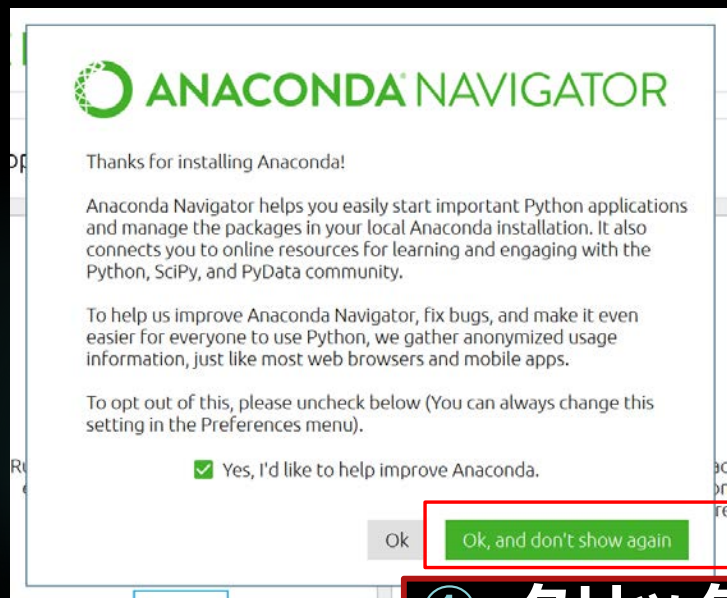 ANACONDA NAVIGATOR
Thanks for installing Anaconda!
Anaconda Navigator helps you easily start important Python applications
and manage the packages in your local Anaconda installation. It also
connects you to online resources for learning and engaging with the
Python, SciPy, and PyData community.
To help us improve Anaconda Navigator, fix bugs, and make it even
easier for everyone to use Python, we gather anonymized usage
information, just like most web browsers and mobile apps.
To opt out of this, please uncheck below (You can always change this
setting in the Preferences menu).
Yes, I'd like to help improve Anaconda.
Ok
Ok, and don't show again